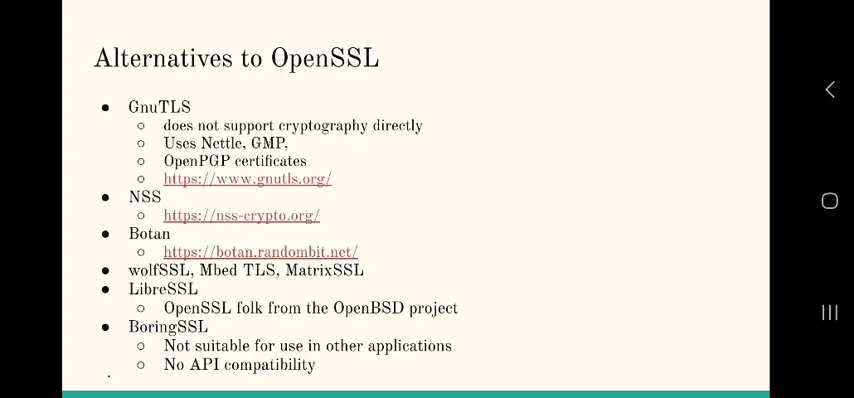 Alternatives to OpenSSL
● GnuTLS
○ does not support cryptography directly
○ Uses Nettle, GMP,
○ OpenPGP certificates
○ https://www.gnutls.org/
● NSS
○ https://nss-crypto.org/
● Botan
○ https://botan.randombit.net/
● wolfSSL, Mbed TLS, MatrixSSL
● LibreSSL
○ OpenSSL folk from the OpenBSD project
● BoringSSL
○ Not suitable for use in other applications
○ No API compatibility